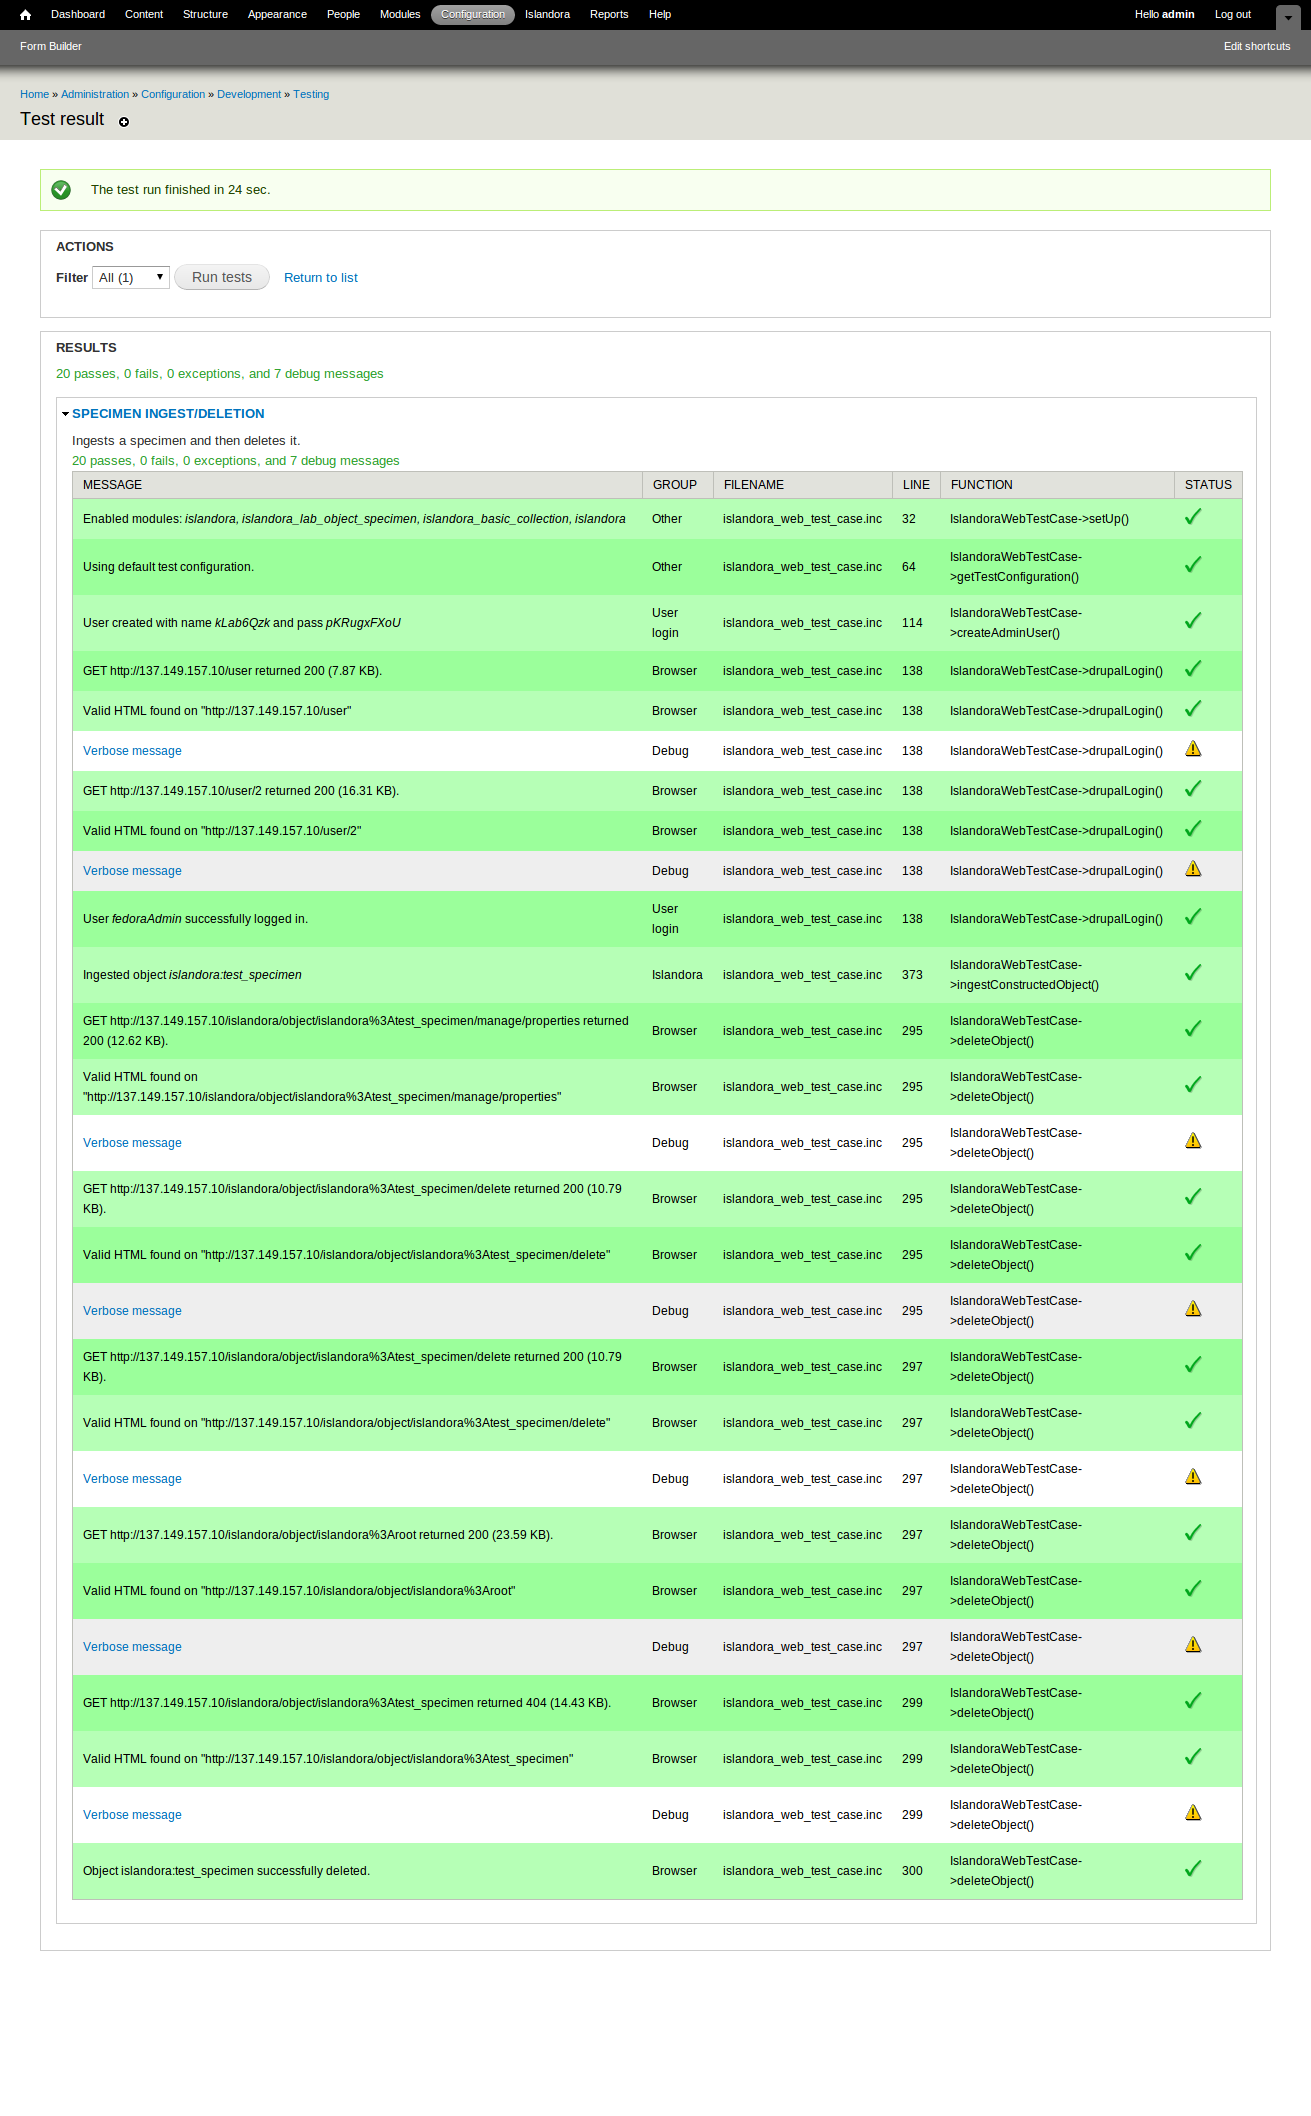 Dashboard Content Structure Appearance People Modules Configuration Islandora Reports Help Hello admin Log out
Form Builder Edit shortcuts
Home » Administration » Configuration » Development » Testing
Test result
The test run finished in 24 sec.
ACTIONS
Filter All (1) Run tests Return to list
RESULTS
20 passes, 0 fails, 0 exceptions, and 7 debug messages
SPECIMEN INGEST/DELETION
Ingests a specimen and then deletes it.
20 passes, 0 fails, 0 exceptions, and 7 debug messages
MESSAGE GROUP FILENAME LINE FUNCTION STATUS
Enabled modules: islandora, islandora_lab_object_specimen, islandora_basic_collection, islandora Other islandora_web_test_case.inc 32 IslandoraWebTestCase->setUp()
Using default test configuration. Other islandora_web_test_case.inc 64 IslandoraWebTestCase-
>getTestConfiguration()
User created with name kLab6Qzk and pass pKRugxFXoU User
login islandora_web_test_case.inc 114 IslandoraWebTestCase-
>createAdminUser()
GET http://137.149.157.10/user returned 200 (7.87 KB). Browser islandora_web_test_case.inc 138 IslandoraWebTestCase->drupalLogin()
Valid HTML found on "http://137.149.157.10/user" Browser islandora_web_test_case.inc 138 IslandoraWebTestCase->drupalLogin()
Verbose message Debug islandora_web_test_case.inc 138 IslandoraWebTestCase->drupalLogin()
GET http://137.149.157.10/user/2 returned 200 (16.31 KB). Browser islandora_web_test_case.inc 138 IslandoraWebTestCase->drupalLogin()
Valid HTML found on "http://137.149.157.10/user/2" Browser islandora_web_test_case.inc 138 IslandoraWebTestCase->drupalLogin()
Verbose message Debug islandora_web_test_case.inc 138 IslandoraWebTestCase->drupalLogin()
User fedoraAdmin successfully logged in. User
login islandora_web_test_case.inc 138 IslandoraWebTestCase->drupalLogin()
Ingested object islandora:test_specimen Islandora islandora_web_test_case.inc 373 IslandoraWebTestCase-
>ingestConstructedObject()
GET http://137.149.157.10/islandora/object/islandora%3Atest_specimen/manage/properties returned
200 (12.62 KB). Browser islandora_web_test_case.inc 295 IslandoraWebTestCase-
>deleteObject()
Valid HTML found on
"http://137.149.157.10/islandora/object/islandora%3Atest_specimen/manage/properties" Browser islandora_web_test_case.inc 295 IslandoraWebTestCase-
>deleteObject()
Verbose message Debug islandora_web_test_case.inc 295 IslandoraWebTestCase-
>deleteObject()
GET http://137.149.157.10/islandora/object/islandora%3Atest_specimen/delete returned 200 (10.79
KB). Browser islandora_web_test_case.inc 295 IslandoraWebTestCase-
>deleteObject()
Valid HTML found on "http://137.149.157.10/islandora/object/islandora%3Atest_specimen/delete" Browser islandora_web_test_case.inc 295 IslandoraWebTestCase-
>deleteObject()
Verbose message Debug islandora_web_test_case.inc 295 IslandoraWebTestCase-
>deleteObject()
GET http://137.149.157.10/islandora/object/islandora%3Atest_specimen/delete returned 200 (10.79
KB). Browser islandora_web_test_case.inc 297 IslandoraWebTestCase-
>deleteObject()
Valid HTML found on "http://137.149.157.10/islandora/object/islandora%3Atest_specimen/delete" Browser islandora_web_test_case.inc 297 IslandoraWebTestCase-
>deleteObject()
Verbose message Debug islandora_web_test_case.inc 297 IslandoraWebTestCase-
>deleteObject()
GET http://137.149.157.10/islandora/object/islandora%3Aroot returned 200 (23.59 KB). Browser islandora_web_test_case.inc 297 IslandoraWebTestCase-
>deleteObject()
Valid HTML found on "http://137.149.157.10/islandora/object/islandora%3Aroot" Browser islandora_web_test_case.inc 297 IslandoraWebTestCase-
>deleteObject()
Verbose message Debug islandora_web_test_case.inc 297 IslandoraWebTestCase-
>deleteObject()
GET http://137.149.157.10/islandora/object/islandora%3Atest_specimen returned 404 (14.43 KB). Browser islandora_web_test_case.inc 299 IslandoraWebTestCase-
>deleteObject()
Valid HTML found on "http://137.149.157.10/islandora/object/islandora%3Atest_specimen" Browser islandora_web_test_case.inc 299 IslandoraWebTestCase-
>deleteObject()
Verbose message Debug islandora_web_test_case.inc 299 IslandoraWebTestCase-
>deleteObject()
Object islandora:test_specimen successfully deleted. Browser islandora_web_test_case.inc 300 IslandoraWebTestCase-
>deleteObject()